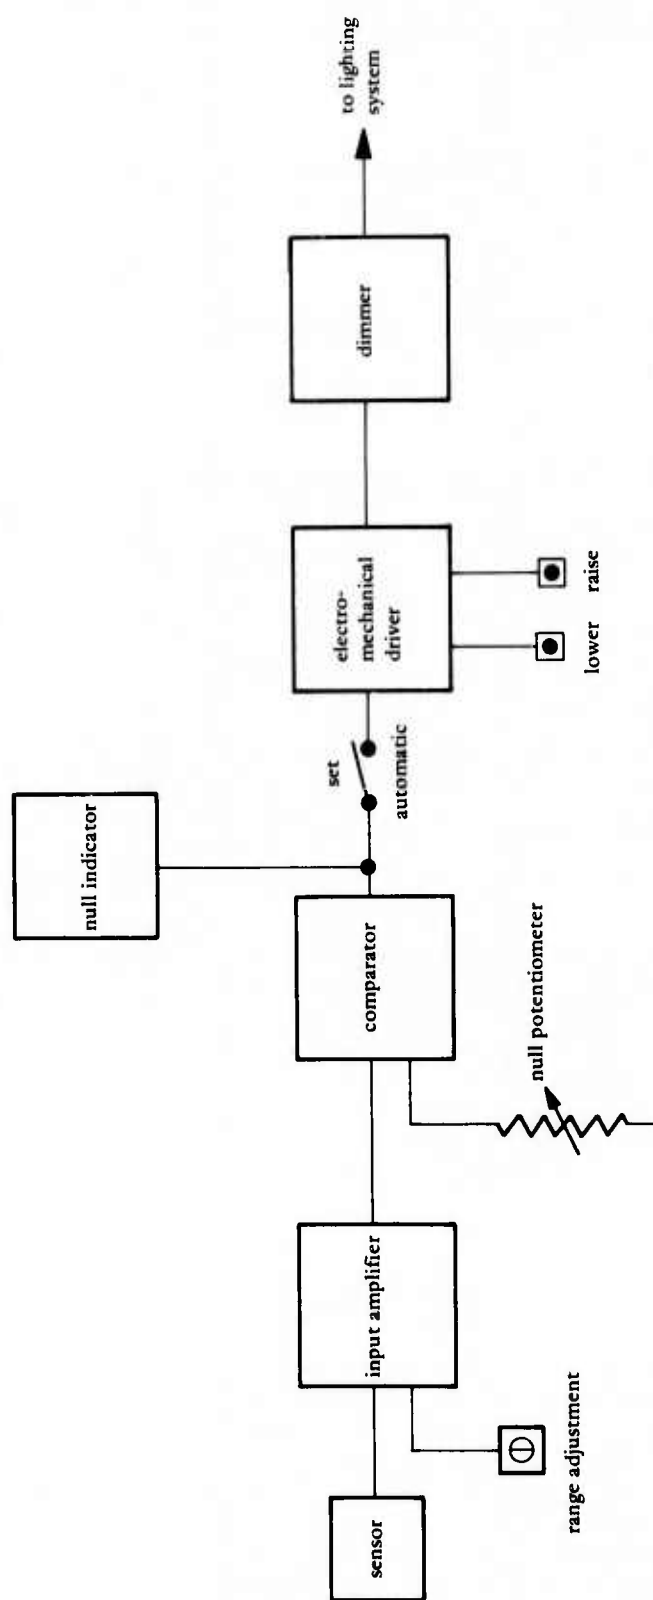 sensor
range adjustment
input amplifier
null potentiometer
comparator
null indicator
set
automatic
electro-
mechanical
driver
lower
raise
dimmer
to lighting
system